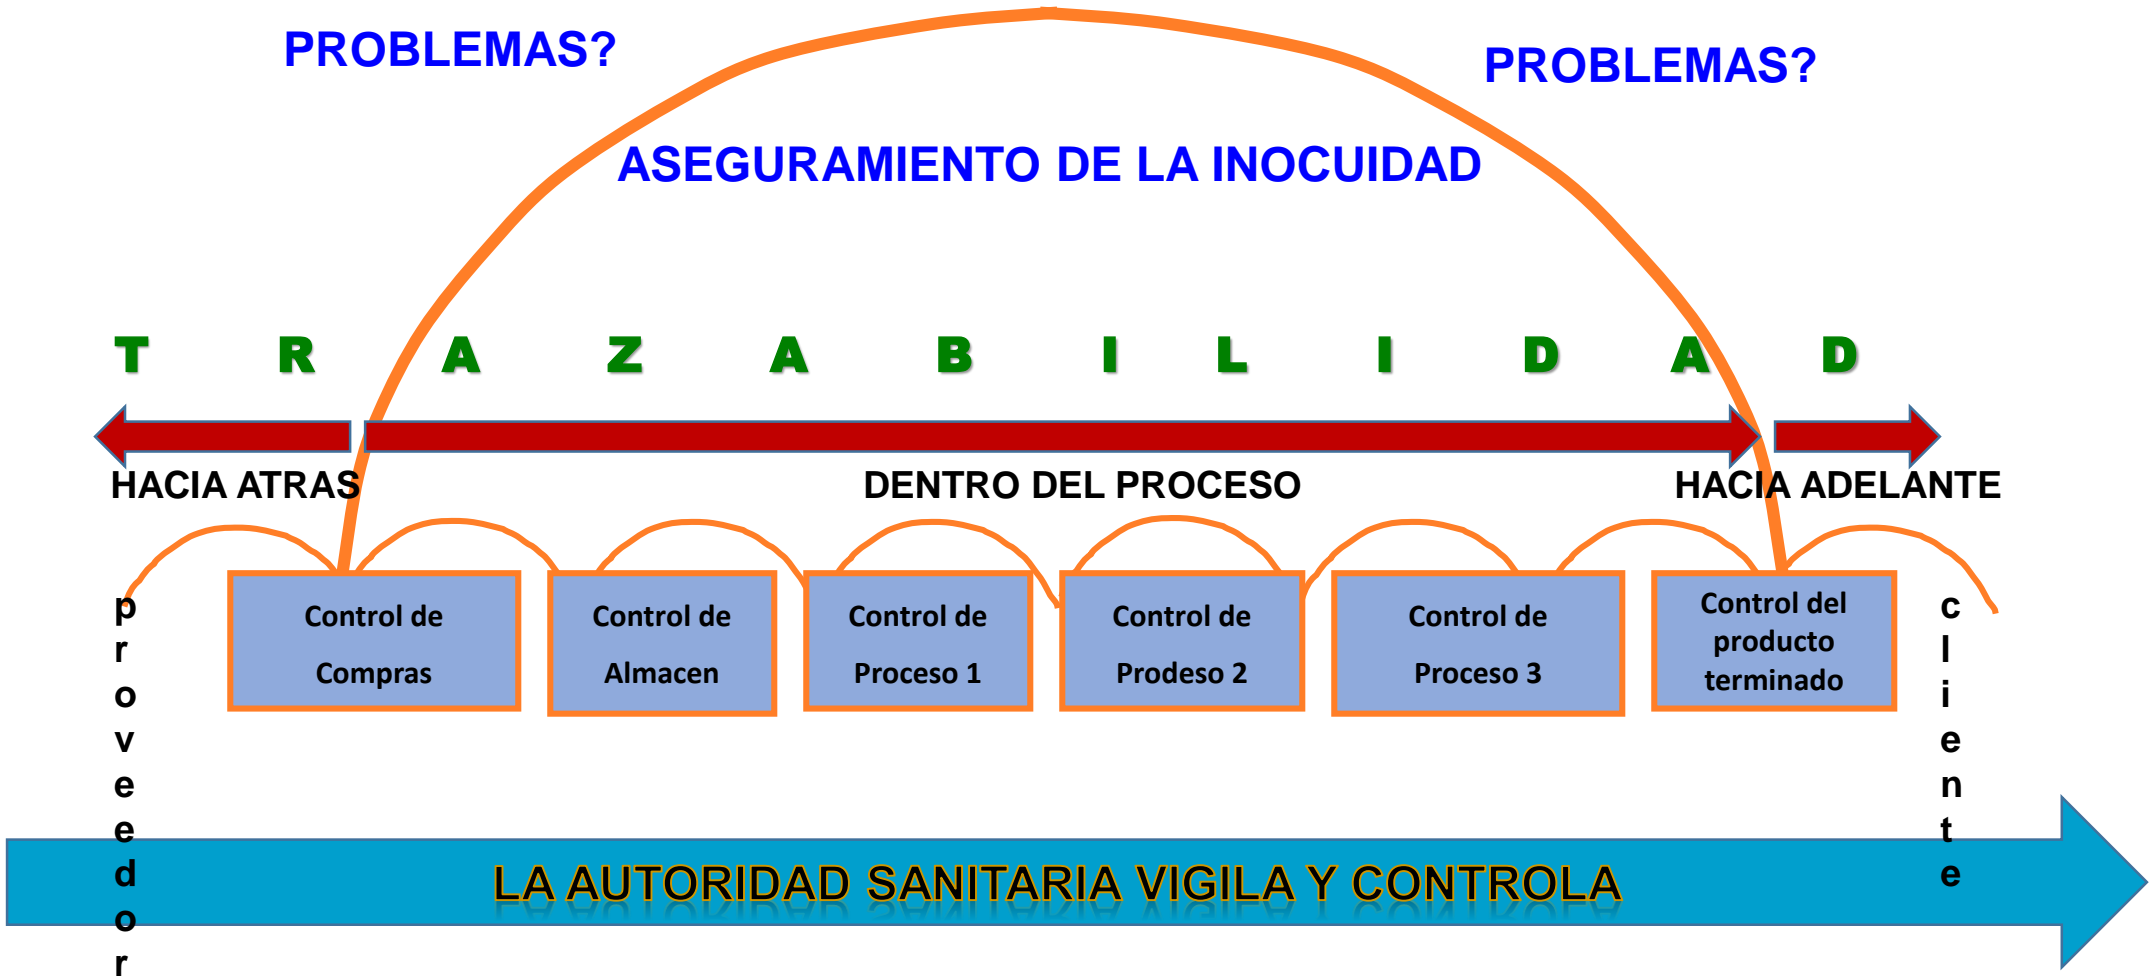 PROBLEMAS?
PROBLEMAS?
ASEGURAMIENTO DE LA INOCUIDAD
T R A Z A B I L I D A D
HACIA ATRAS
DENTRO DEL PROCESO
HACIA ADELANTE
proveedor
Control de
Compras
Control de
Almacen
Control de
Proceso 1
Control de
Prodeso 2
Control de
Proceso 3
Control del
producto
terminado
cliente
LA AUTORIDAD SANITARIA VIGILA Y CONTROLA